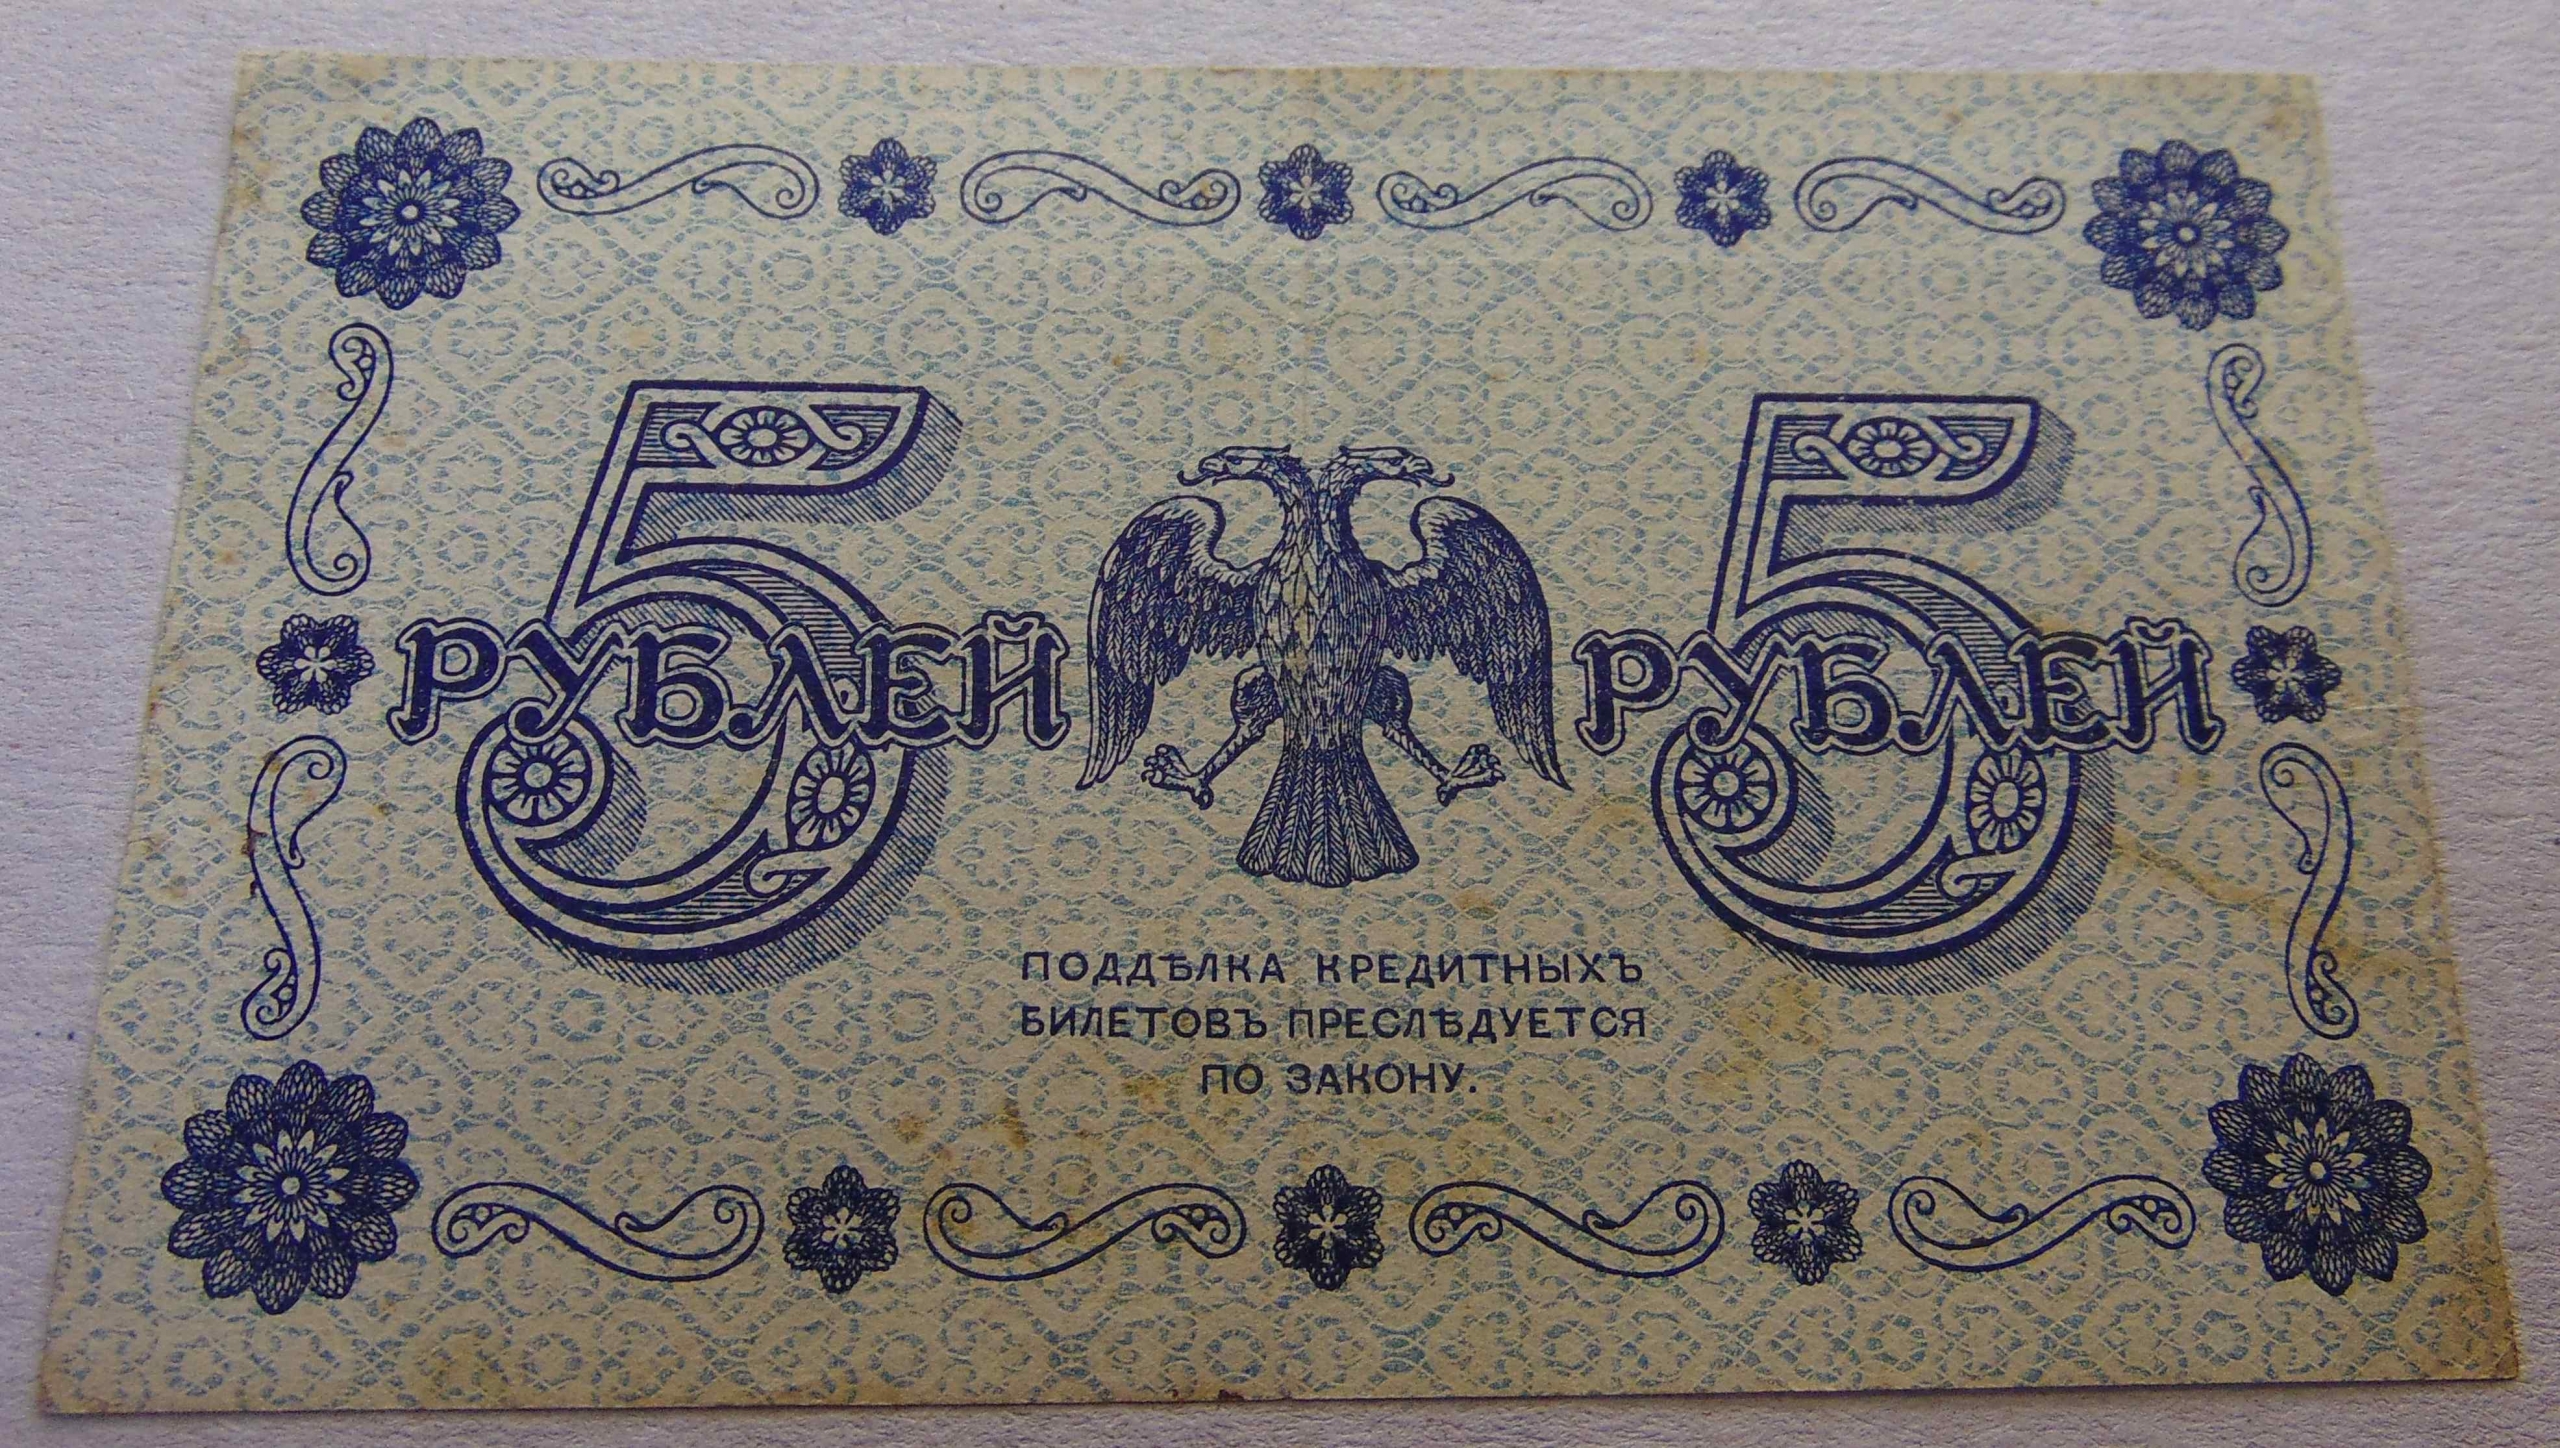 5 5
РУБЛЕЙ РУБЛЕЙ
ПОДДѢЛКА КРЕДИТНЫХЪ
БИЛЕТОВЪ ПРЕСЛѢДУЕТСЯ
ПО ЗАКОНУ.